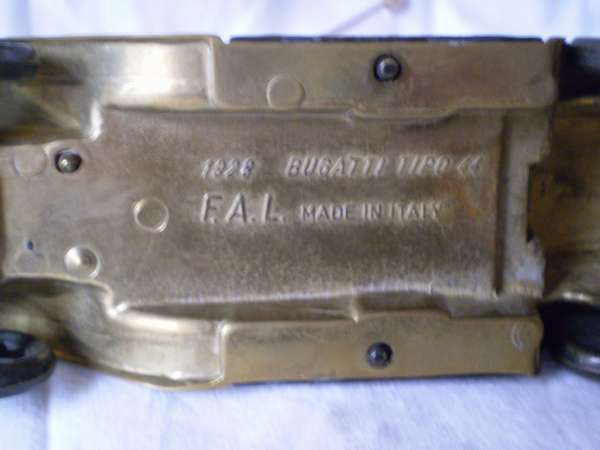 1928 BUGATTI TIPO 44
F.A.L. MADE IN ITALY